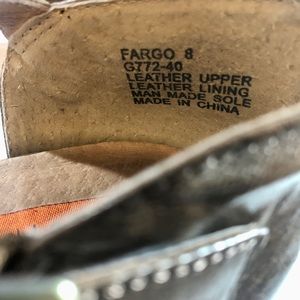 FARGO 8
G772-40
LEATHER UPPER
LEATHER LINING
MAN MADE SOLE
MADE IN CHINA